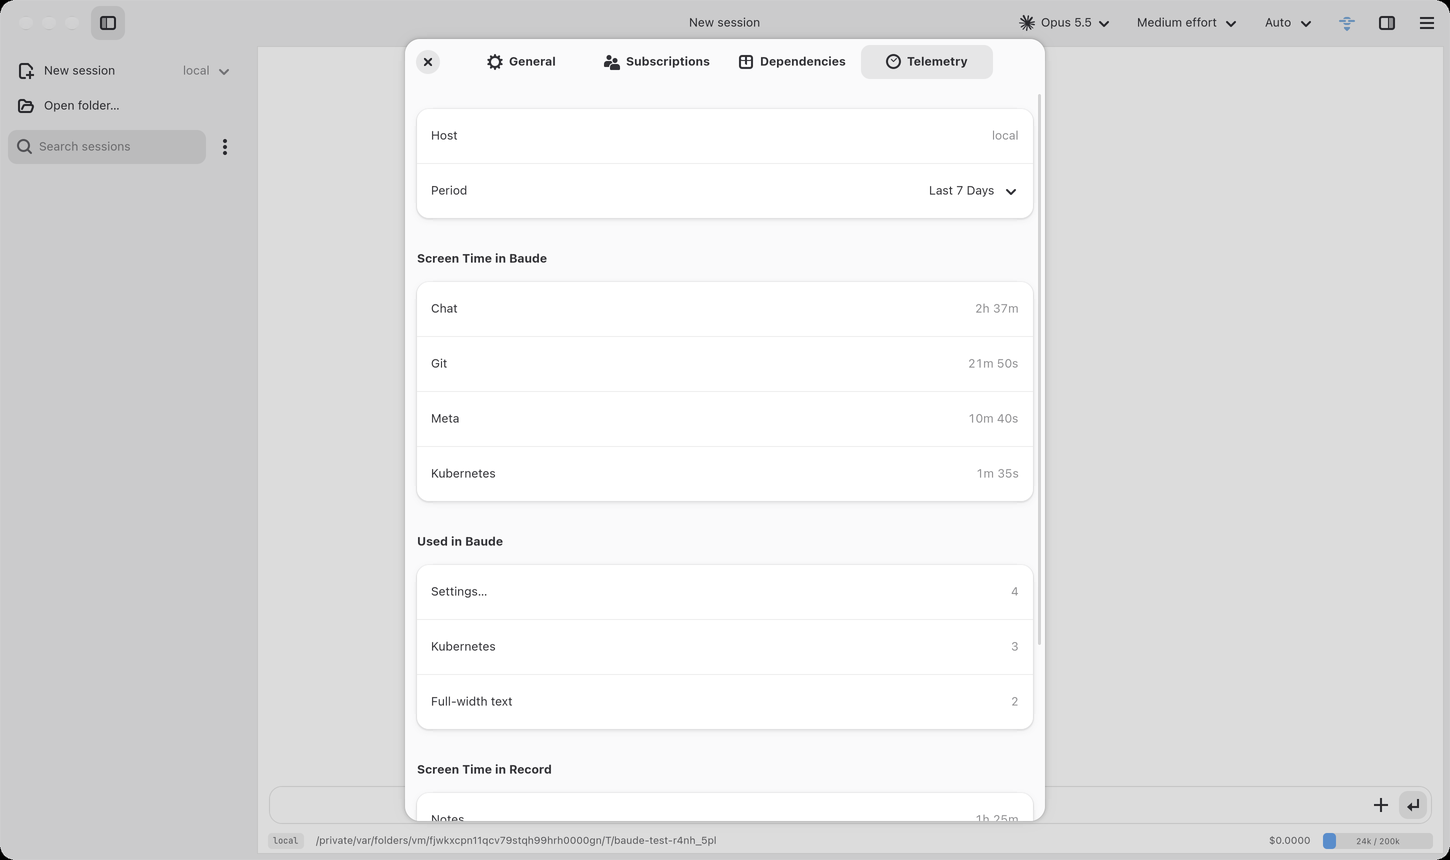 New session
Opus 5.5
Medium effort
Auto
New session
local
Open folder...
Search sessions
General
Subscriptions
Dependencies
Telemetry
Host
local
Period
Last 7 Days
Screen Time in Baude
Chat
2h 37m
Git
21m 50s
Meta
10m 40s
Kubernetes
1m 35s
Used in Baude
Settings...
4
Kubernetes
3
Full-width text
2
Screen Time in Record
Notes
1h 25m
local
/private/var/folders/vm/fjwkxcpn11qcv79stqh99hrh0000gn/T/baude-test-r4nh_5pl
$0.0000
24k / 200k